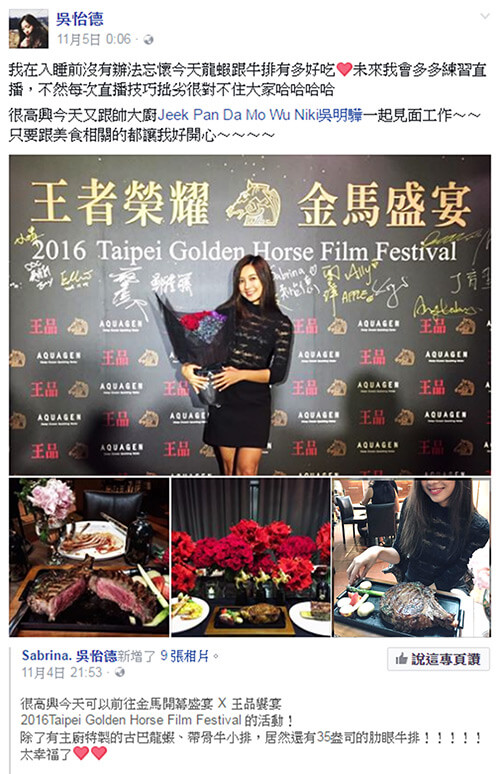 吳怡德
11月5日 0:06 ·
我在入睡前沒有辦法忘懷今天龍蝦跟牛排有多好吃❤未來我會多多練習直
播，不然每次直播技巧拙劣很對不住大家哈哈哈哈
很高興今天又跟帥大廚Jeek Pan Da Mo Wu Niki吳明驊一起見面工作～～
只要跟美食相關的都讓我好開心～～～～
王者榮耀 金馬盛宴
2016 Taipei Golden Horse Film Festival
Sabrina
Ally
APPLE
AQUAGEN
王品
AQUAGEN
王品
AQUAGEN
王品
AQUAGEN
Sabrina. 吳怡德新增了 9 張相片。
11月4日 21:53 ·
說這專頁讚
很高興今天可以前往金馬開幕盛宴 X 王品饗宴
2016Taipei Golden Horse Film Festival 的活動！
除了有主廚特製的古巴龍蝦、帶骨牛小排，居然還有35盎司的肋眼牛排！！！！！
太幸福了❤❤